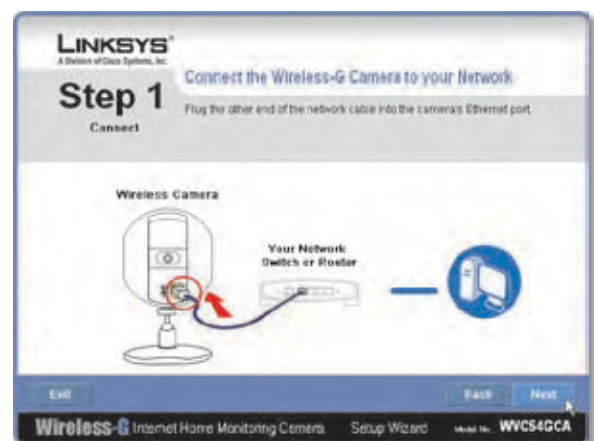 LINKSYS®
A Division of Cisco Systems, Inc.
Step 1
Connect
Connect the Wireless-G Camera to your Network
Plug the other end of the network cable into the camera's Ethernet port.
Wireless Camera
Your Network
Switch or Router
Exit
Back
Next
Wireless-G Internet Home Monitoring Camera
Setup Wizard
Model No. WVC54GCA